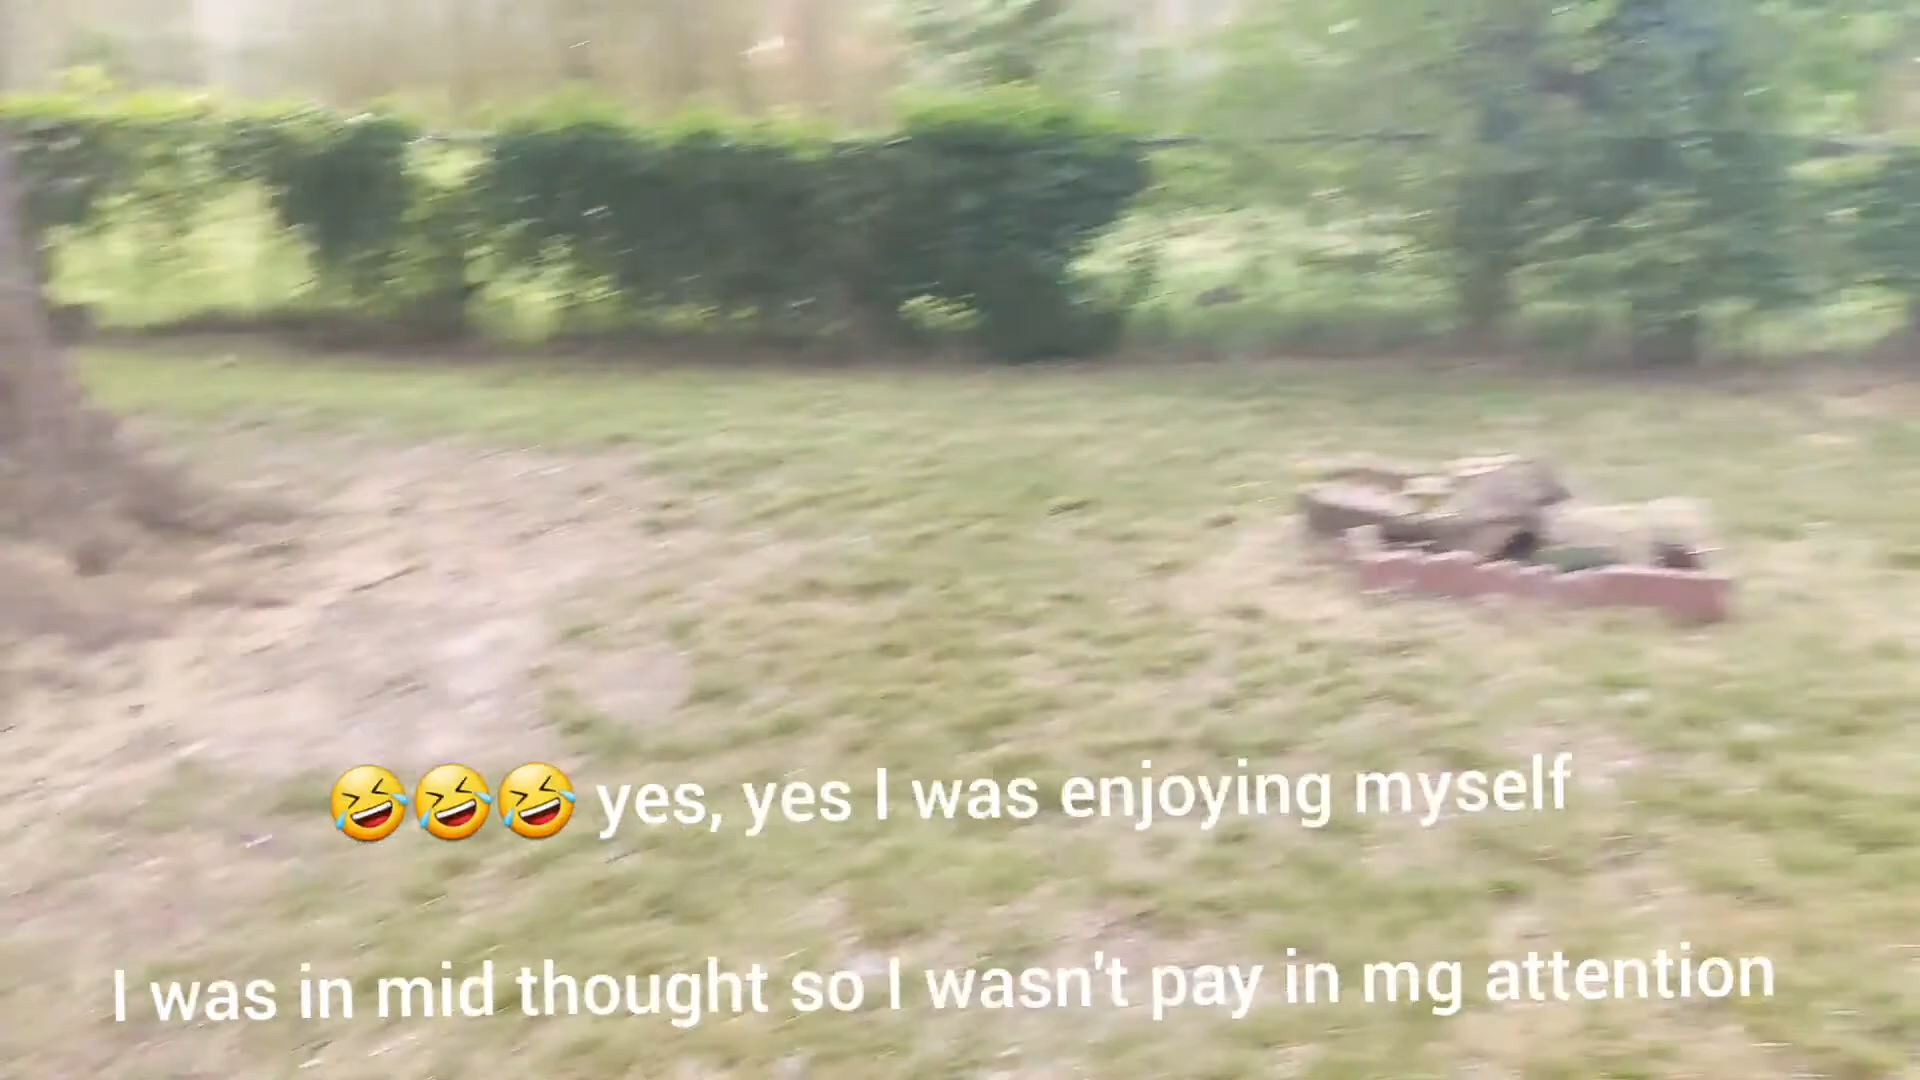 🤣🤣🤣 yes, yes I was enjoying myself
I was in mid thought so I wasn't pay in mg attention